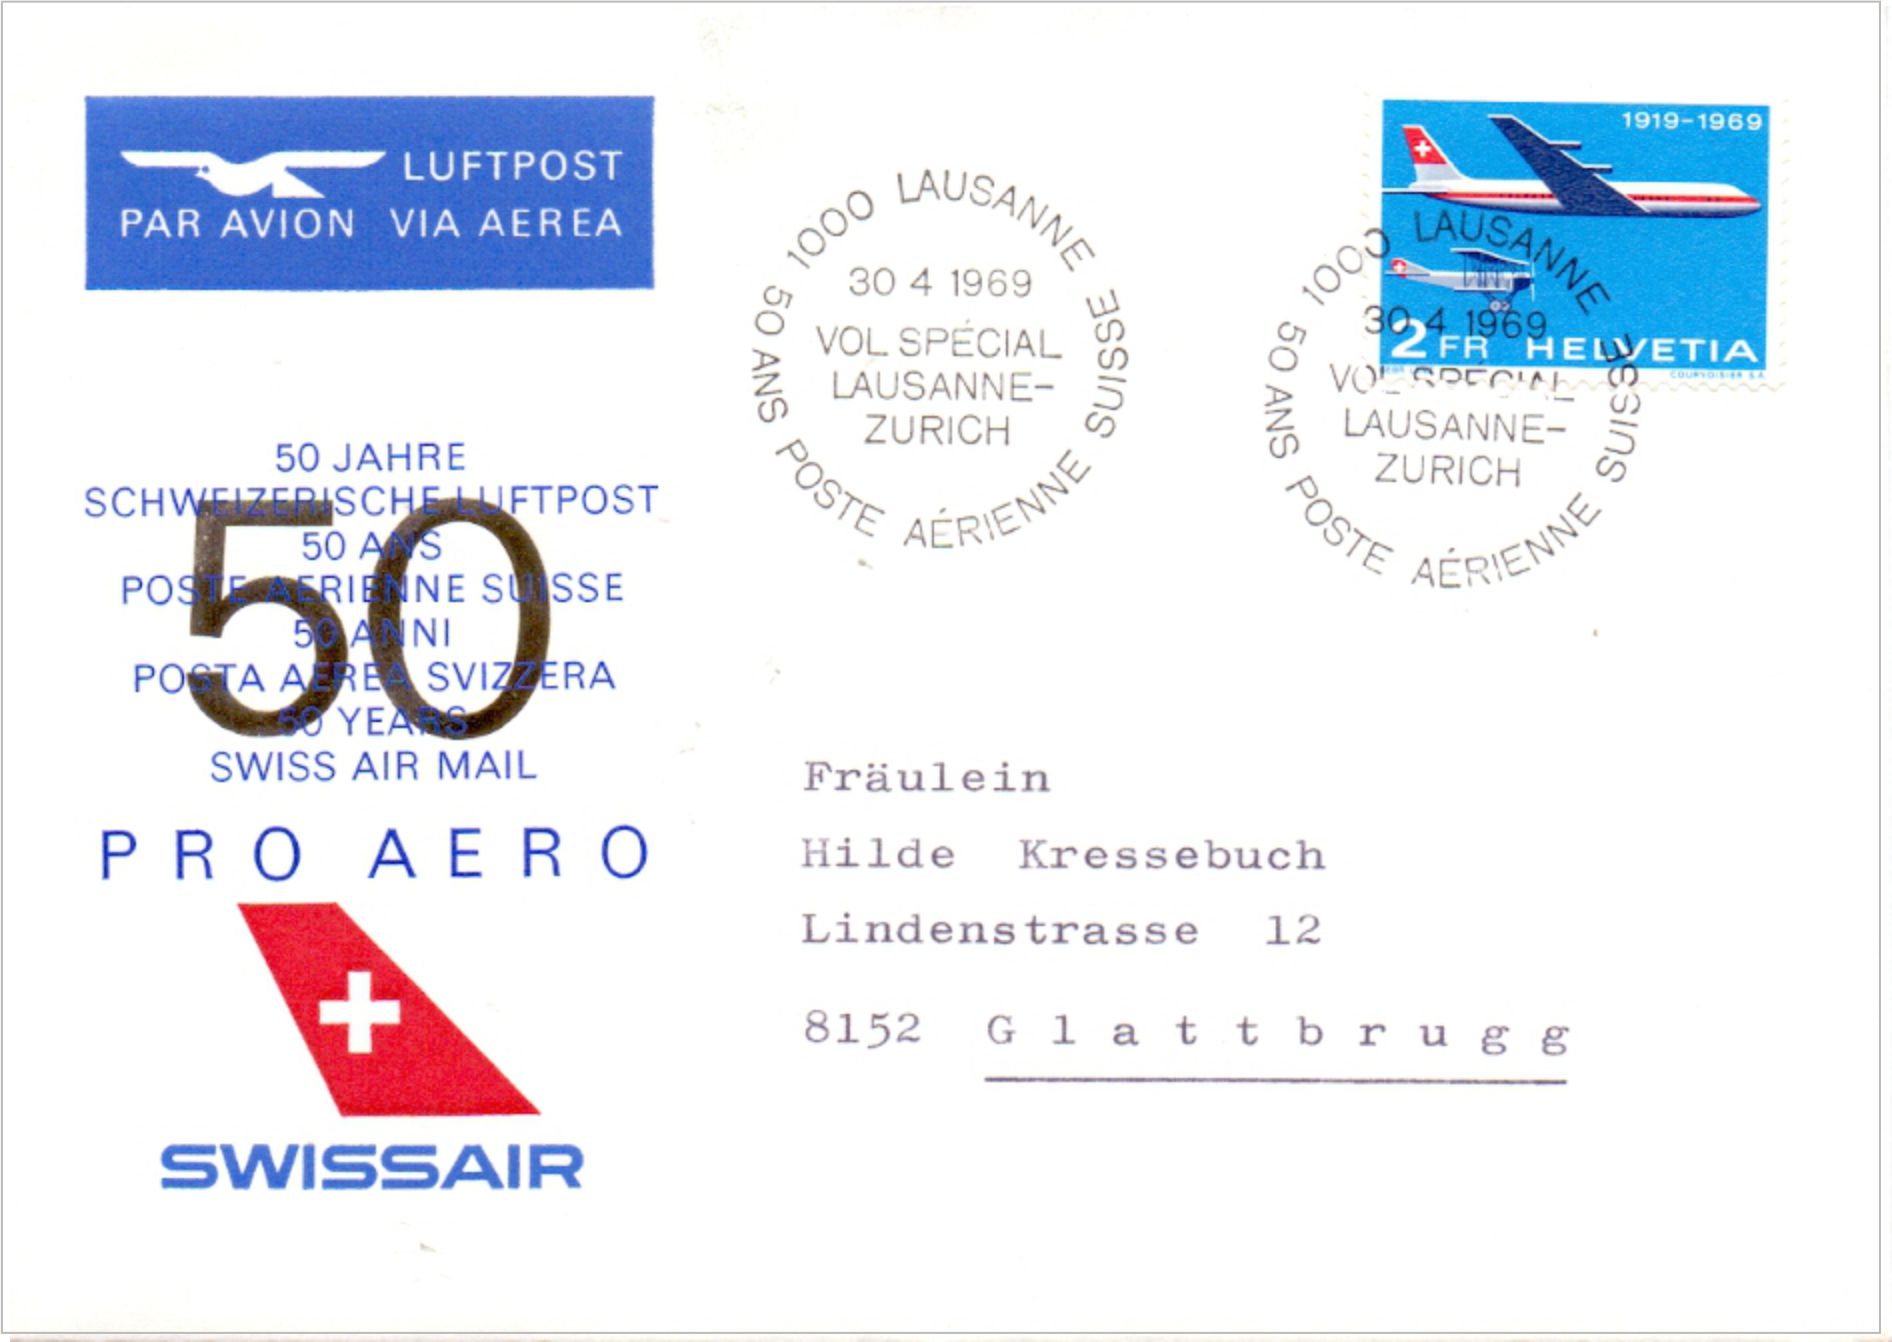 LUFTPOST
PAR AVION VIA AEREA
50 JAHRE
SCHWEIZERISCHE LUFTPOST
50 ANS
POSTE AERIENNE SUISSE
50 ANNI
POSTA AEREA SVIZZERA
50 YEARS
SWISS AIR MAIL
50
PRO AERO
SWISSAIR
1000 LAUSANNE
30 4 1969
VOL SPÉCIAL
LAUSANNE-
ZURICH
50 ANS POSTE AÉRIENNE SUISSE
1919-1969
2 FR HELVETIA
COURVOISIER S.A.
1000 LAUSANNE
30 4 1969
VOL SPÉCIAL
LAUSANNE-
ZURICH
50 ANS POSTE AÉRIENNE SUISSE
Fräulein
Hilde Kressebuch
Lindenstrasse 12
8152 Glattbrugg